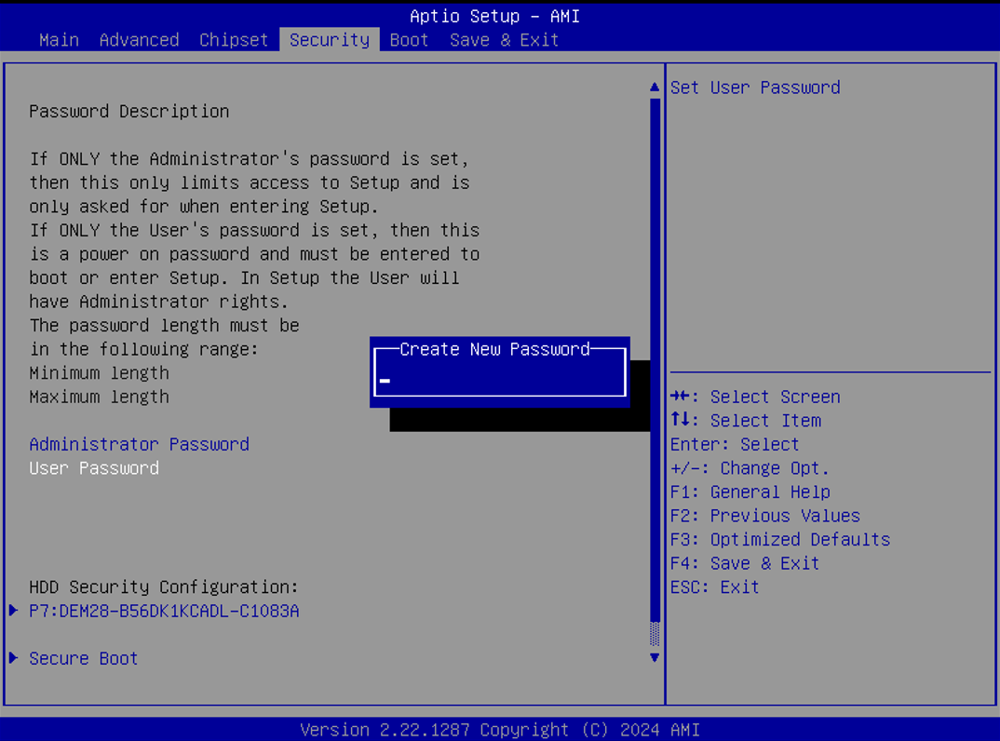 Aptio Setup – AMI
Main Advanced Chipset Security Boot Save & Exit
Password Description
If ONLY the Administrator's password is set,
then this only limits access to Setup and is
only asked for when entering Setup.
If ONLY the User's password is set, then this
is a power on password and must be entered to
boot or enter Setup. In Setup the User will
have Administrator rights.
The password length must be
in the following range:
Minimum length
Maximum length
Administrator Password
User Password
HDD Security Configuration:
P7:DEM28-B56DK1KCADL-C1083A
Secure Boot
Create New Password
Set User Password
→←: Select Screen
↑↓: Select Item
Enter: Select
+/-: Change Opt.
F1: General Help
F2: Previous Values
F3: Optimized Defaults
F4: Save & Exit
ESC: Exit
Version 2.22.1287 Copyright (C) 2024 AMI